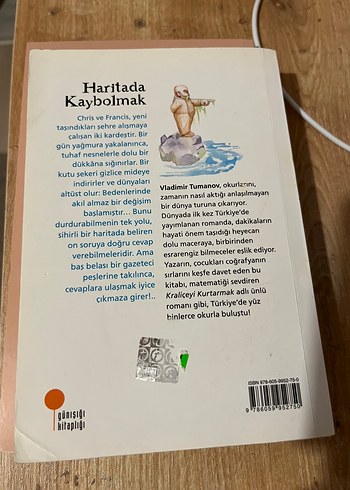 Haritada
Kaybolmak
Chris ve Francis, yeni
taşındıkları şehre alışmaya
çalışan iki kardeştir. Bir
gün yağmura yakalanınca,
tuhaf nesnelerle dolu bir
dükkâna sığınırlar. Bir
kutu sekeri gizlice mideye
indirirler ve dünyaları
altüst olur: Bedenlerinde
akıl almaz bir değişim
başlamıştır... Bunu
durdurabilmenin tek yolu,
sihirli bir haritada beliren
on soruya doğru cevap
verebilmeleridir. Ama
baş belası bir gazeteci
peşlerine takılınca,
cevaplara ulaşmak iyice
çıkmaza girer!..
Vladimir Tumanov, okurlarını,
zamanın nasıl aktığı anlaşılmayan
bir dünya turuna çıkarıyor.
Dünyada ilk kez Türkiye'de
yayımlanan romanda, dakikaların
hayati önem taşıdığı heyecan
dolu maceraya, birbirinden
esrarengiz bilmeceler eşlik ediyor.
Yazarın, çocukları coğrafyanın
sırlarını keşfe davet eden bu
kitabı, matematiği sevdiren
Kraliçeyi Kurtarmak adlı ünlü
romanı gibi, Türkiye'de yüz
binlerce okurla buluştu!
günışığı
kitaplığı
ISBN 978-605-9952-75-0
9786059952750